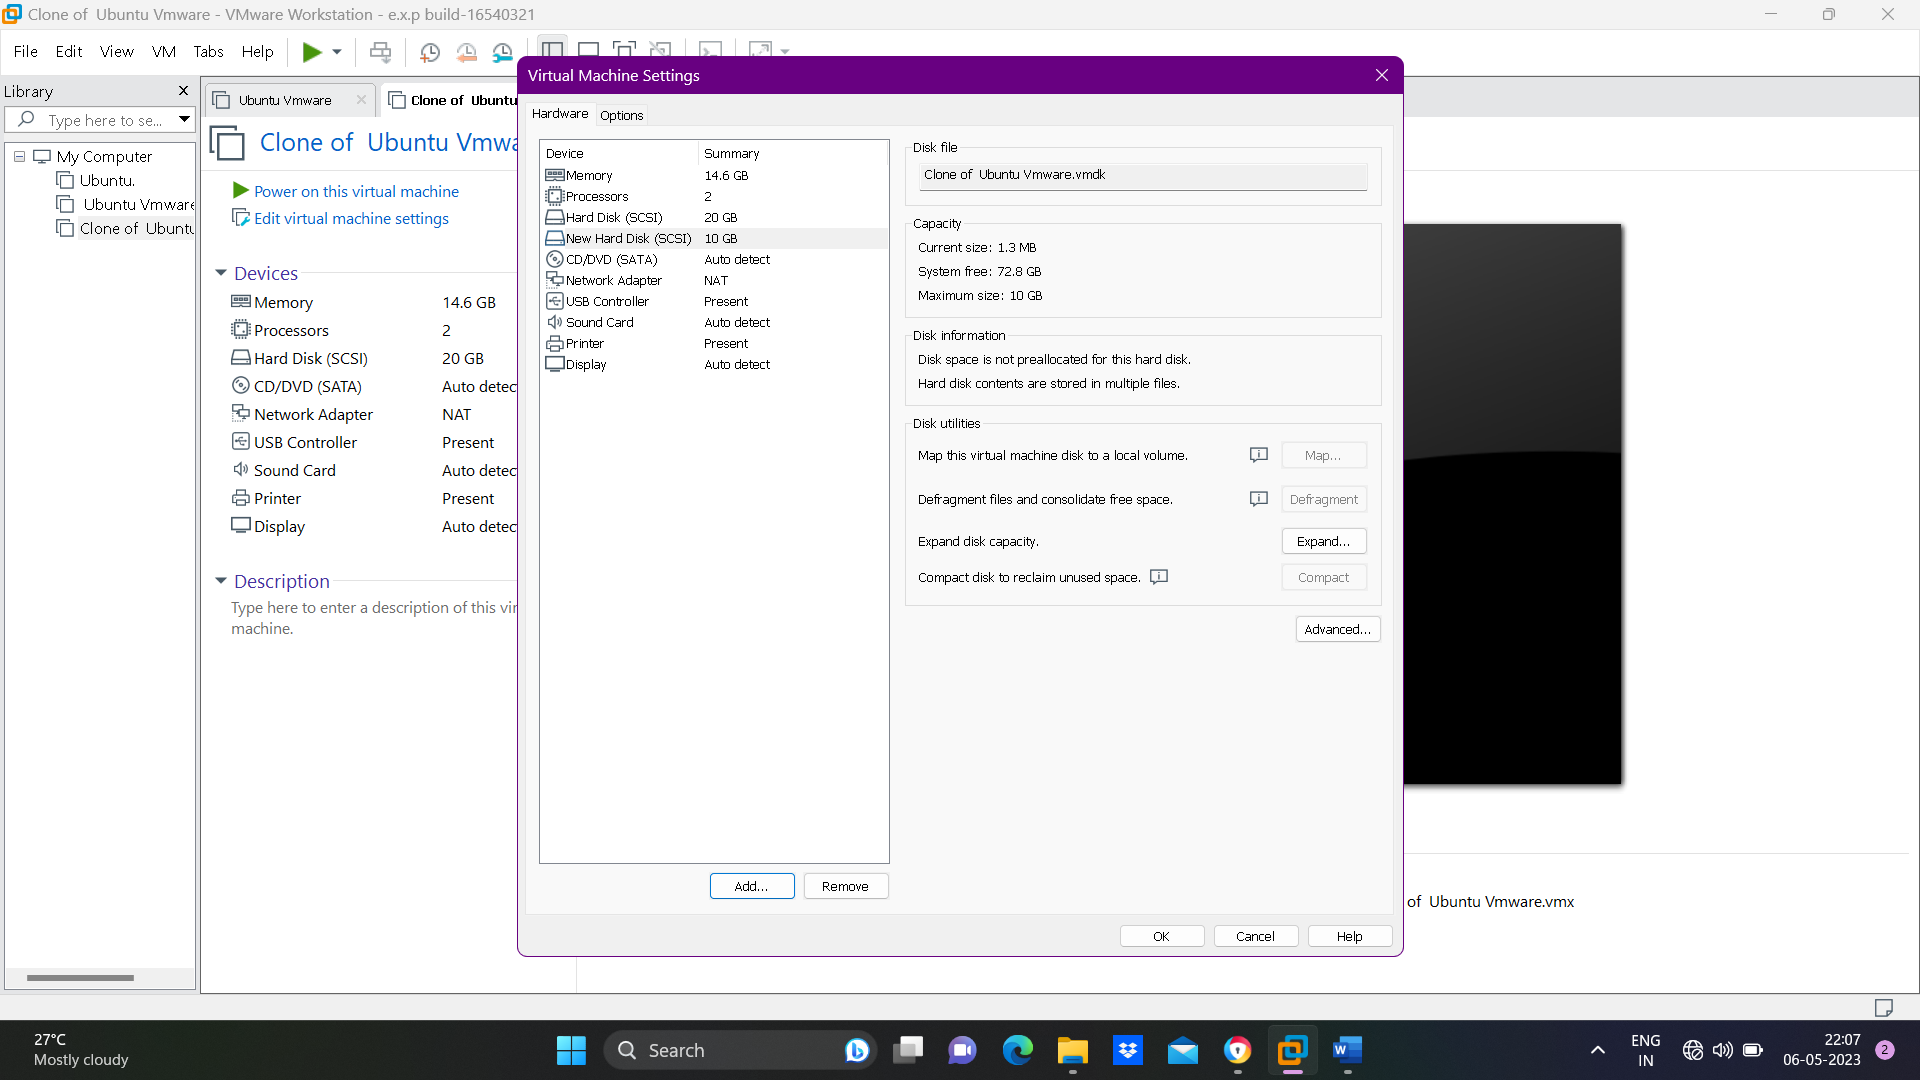 Clone of  Ubuntu Vmware - VMware Workstation - e.x.p build-16540321
File Edit View VM Tabs Help
Library
Type here to se...
My Computer
Ubuntu.
Ubuntu Vmware
Clone of  Ubuntu
Ubuntu Vmware
Clone of  Ubuntu
Clone of  Ubuntu Vmwa
Power on this virtual machine
Edit virtual machine settings
Devices
Memory 14.6 GB
Processors 2
Hard Disk (SCSI) 20 GB
CD/DVD (SATA) Auto detec
Network Adapter NAT
USB Controller Present
Sound Card Auto detec
Printer Present
Display Auto detec
Description
Type here to enter a description of this vir
machine.
Virtual Machine Settings
Hardware Options
Device Summary
Memory 14.6 GB
Processors 2
Hard Disk (SCSI) 20 GB
New Hard Disk (SCSI) 10 GB
CD/DVD (SATA) Auto detect
Network Adapter NAT
USB Controller Present
Sound Card Auto detect
Printer Present
Display Auto detect
Add... Remove
Disk file
Clone of  Ubuntu Vmware.vmdk
Capacity
Current size: 1.3 MB
System free: 72.8 GB
Maximum size: 10 GB
Disk information
Disk space is not preallocated for this hard disk.
Hard disk contents are stored in multiple files.
Disk utilities
Map this virtual machine disk to a local volume. Map...
Defragment files and consolidate free space. Defragment
Expand disk capacity. Expand...
Compact disk to reclaim unused space. Compact
Advanced...
OK Cancel Help
of  Ubuntu Vmware.vmx
27°C
Mostly cloudy
Search
W
ENG
IN
22:07
06-05-2023
2